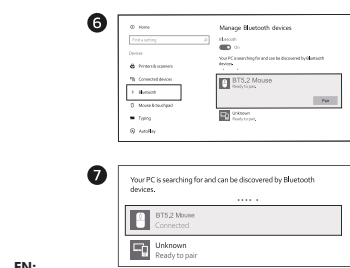 6
Home
Manage Bluetooth devices
Find a setting
Bluetooth
On
Devices
Your PC is searching for and can be discovered by Bluetooth
devices.
Printers & scanners
Connected devices
BT5.2 Mouse
Ready to pair.
Bluetooth
Pair
Mouse & touchpad
Unknown
Ready to pair.
Typing
AutoPlay
7
Your PC is searching for and can be discovered by Bluetooth
devices.
BT5.2 Mouse
Connected
Unknown
Ready to pair
EN: